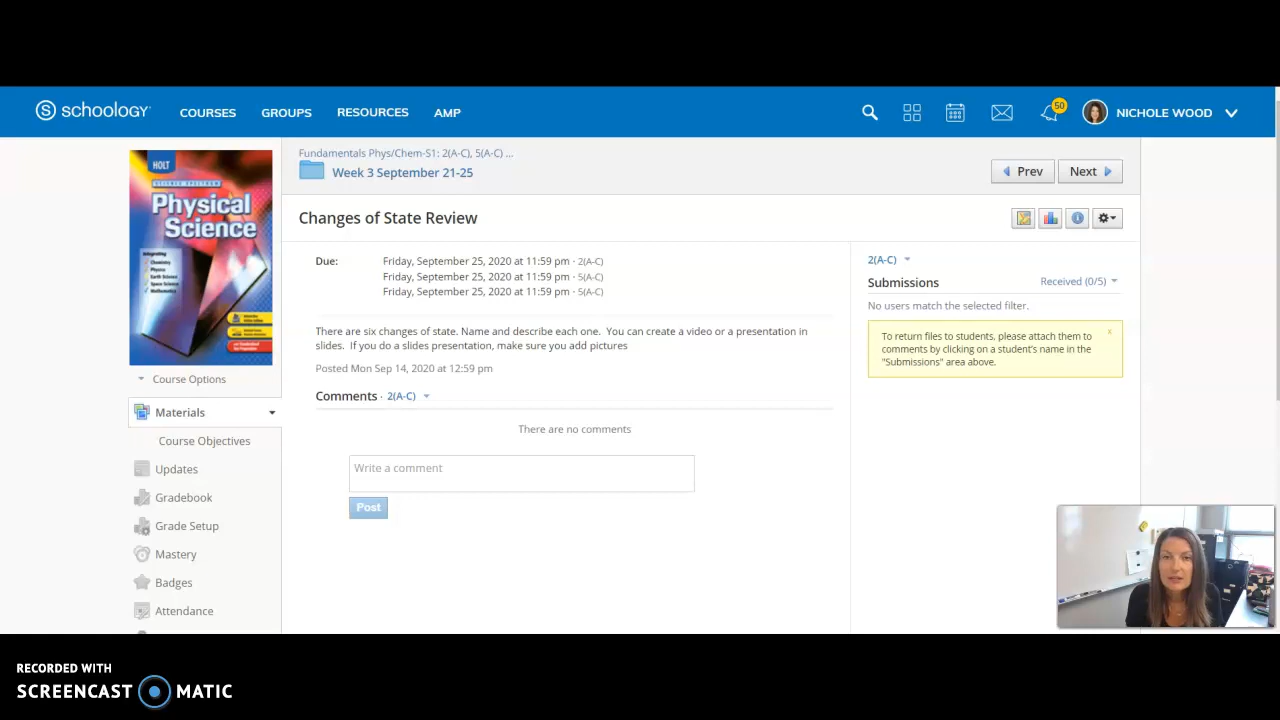 schoology
COURSES
GROUPS
RESOURCES
AMP
50
NICHOLE WOOD
HOLT
SCIENCE SPECTRUM
Physical
Science
Course Options
Materials
Course Objectives
Updates
Gradebook
Grade Setup
Mastery
Badges
Attendance
Fundamentals Phys/Chem-S1: 2(A-C), 5(A-C) ...
Week 3 September 21-25
Prev
Next
Changes of State Review
Due:
Friday, September 25, 2020 at 11:59 pm · 2(A-C)
Friday, September 25, 2020 at 11:59 pm · 5(A-C)
Friday, September 25, 2020 at 11:59 pm · 5(A-C)
There are six changes of state. Name and describe each one. You can create a video or a presentation in
slides. If you do a slides presentation, make sure you add pictures
Posted Mon Sep 14, 2020 at 12:59 pm
Comments · 2(A-C)
There are no comments
Write a comment
Post
2(A-C)
Submissions
Received (0/5)
No users match the selected filter.
x
To return files to students, please attach them to
comments by clicking on a student's name in the
"Submissions" area above.
RECORDED WITH
SCREENCAST MATIC